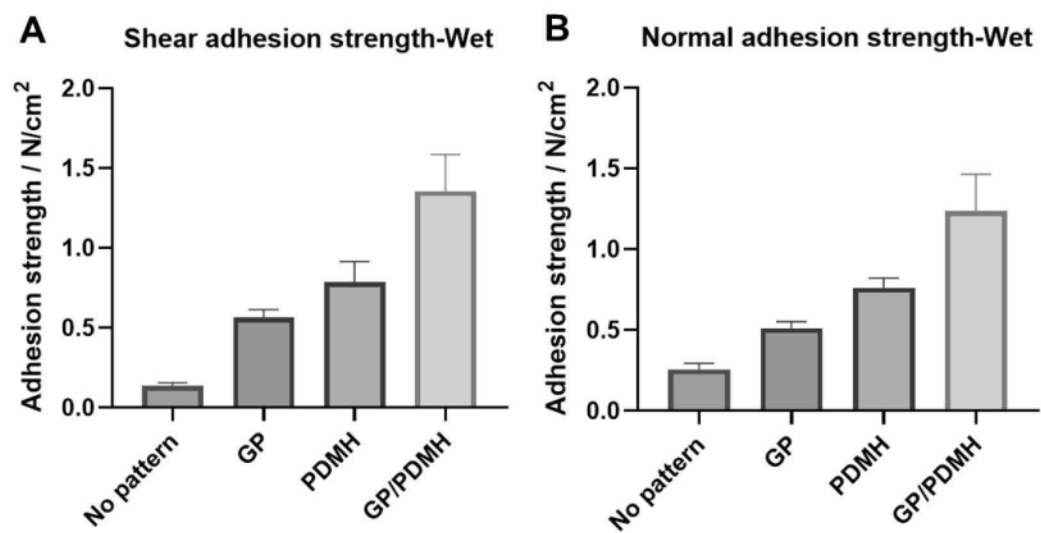 A
Shear adhesion strength-Wet
Adhesion strength / N/cm²
2.0
1.5
1.0
0.5
0.0
No pattern
GP
PDMH
GP/PDMH
B
Normal adhesion strength-Wet
Adhesion strength / N/cm²
2.0
1.5
1.0
0.5
0.0
No pattern
GP
PDMH
GP/PDMH